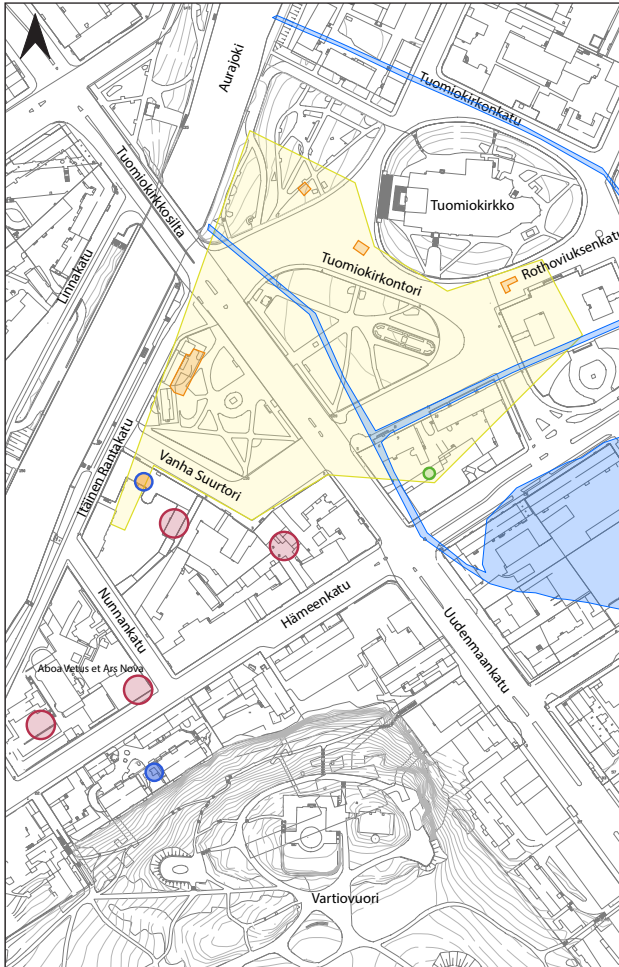 Aurajoki
Tuomiokirkonkatu
Tuomiokirkkosilta
Tuomiokirkko
Linnakatu
Tuomiokirkontori
Rothoviuksenkatu
Itäinen Rantakatu
Vanha Suurtori
Nunnankatu
Hämeenkatu
Uudenmaankatu
Aboa Vetus et Ars Nova
Vartiovuori